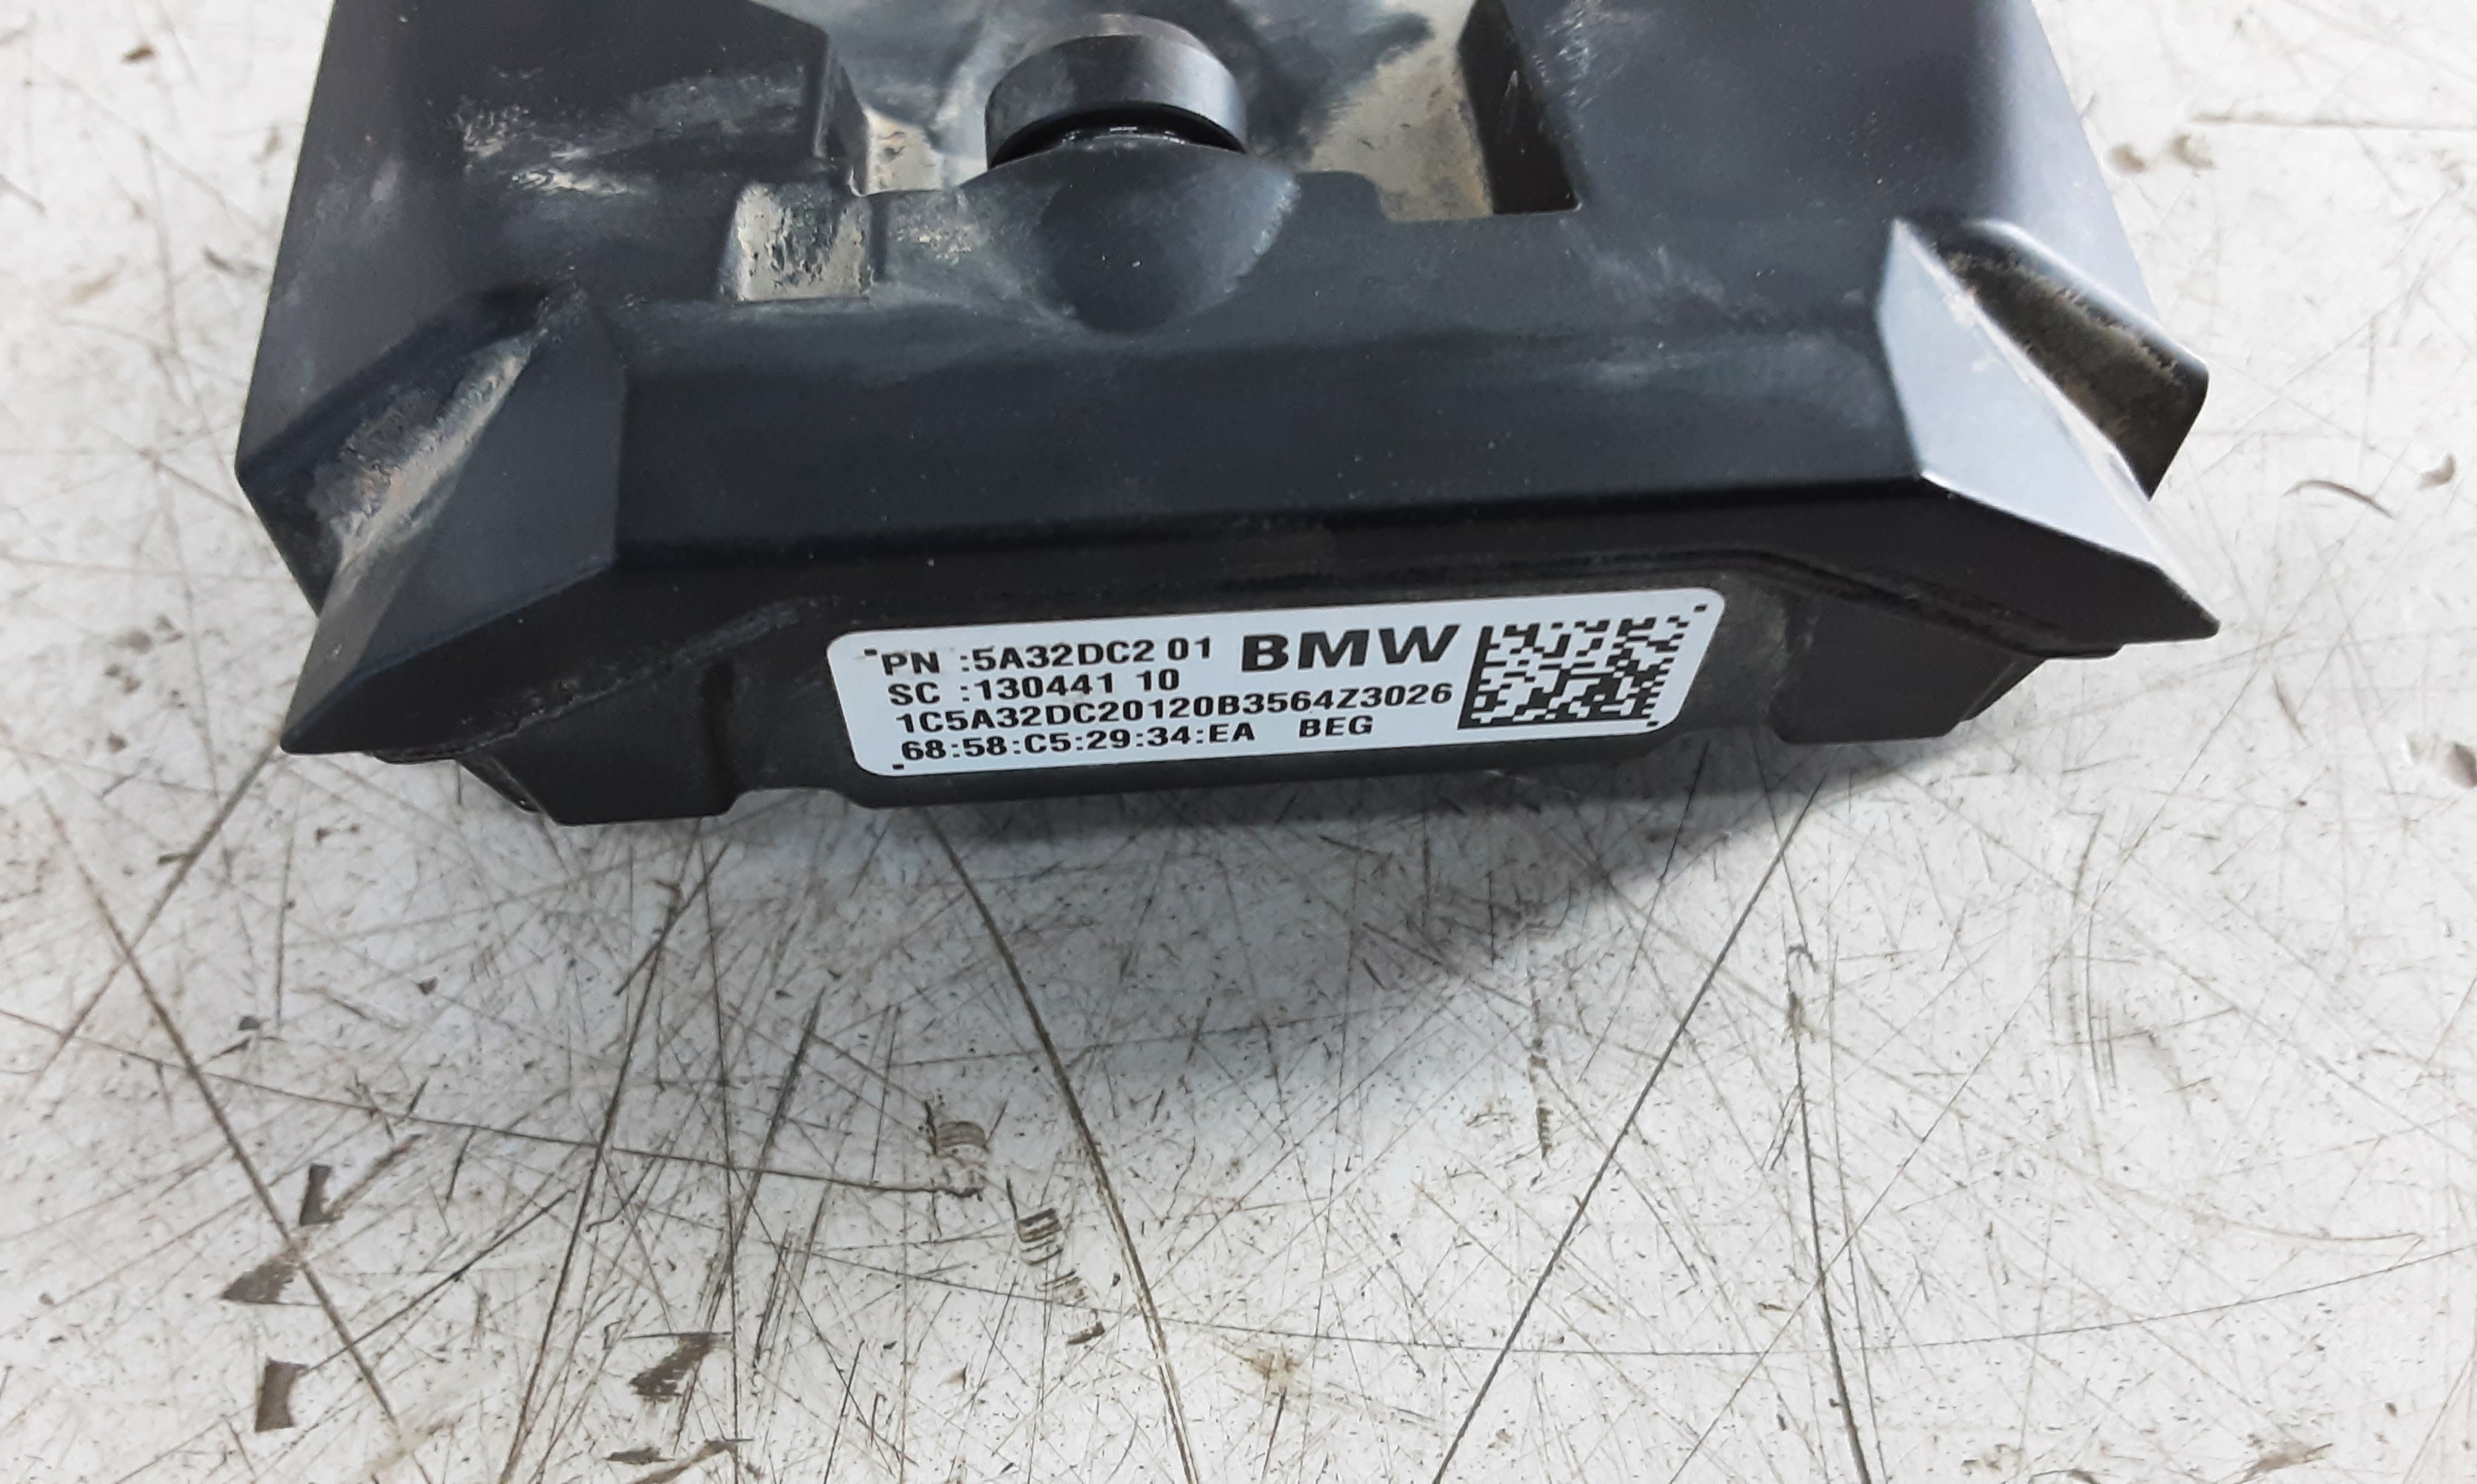 PN :5A32DC2 01 BMW
SC :130441 10
1C5A32DC20120B3564Z3026
68:58:C5:29:34:EA BEG